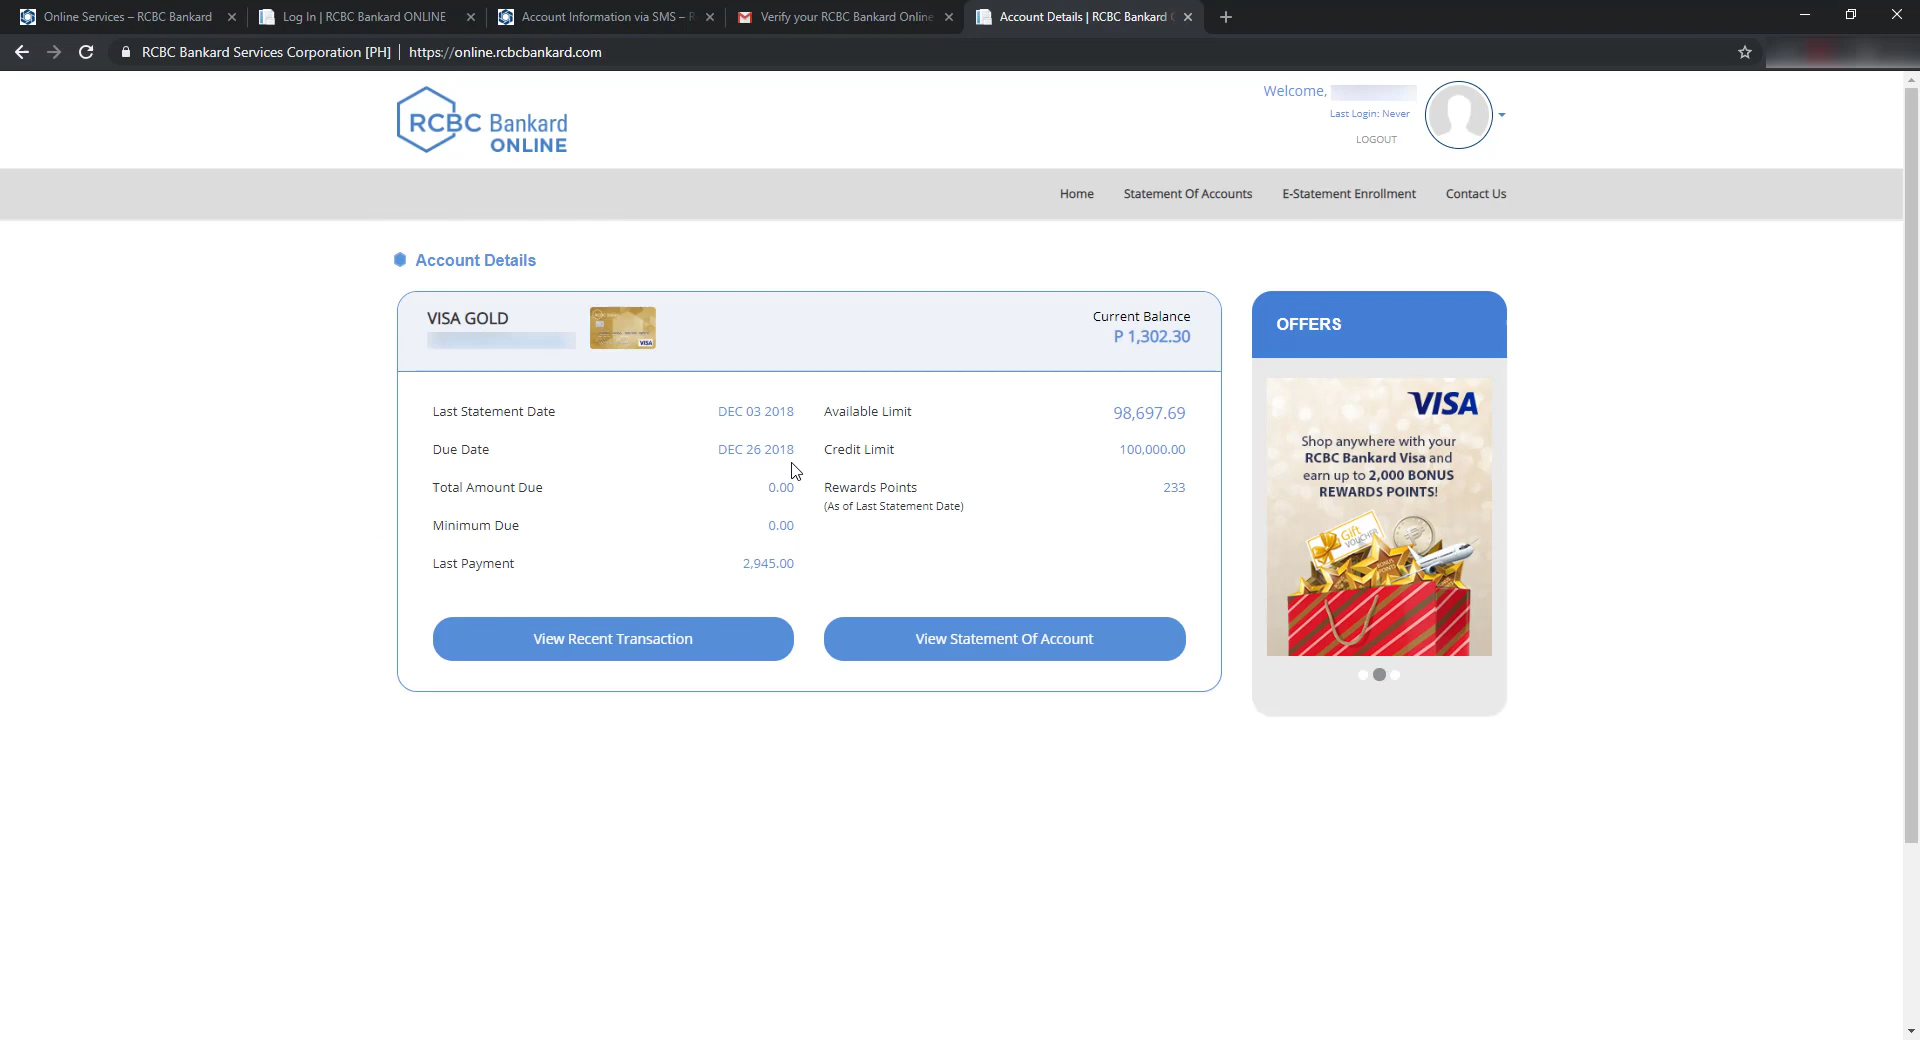 Online Services – RCBC Bankard
Log In | RCBC Bankard ONLINE
Account Information via SMS – R
Verify your RCBC Bankard Online
Account Details | RCBC Bankard
RCBC Bankard Services Corporation [PH] | https://online.rcbcbankard.com
RCBC Bankard
ONLINE
Welcome,
Last Login: Never
LOGOUT
Home
Statement Of Accounts
E-Statement Enrollment
Contact Us
Account Details
VISA GOLD
VISA
Current Balance
P 1,302.30
Last Statement Date DEC 03 2018
Due Date DEC 26 2018
Total Amount Due 0.00
Minimum Due 0.00
Last Payment 2,945.00
Available Limit 98,697.69
Credit Limit 100,000.00
Rewards Points 233
(As of Last Statement Date)
View Recent Transaction
View Statement Of Account
OFFERS
VISA
Shop anywhere with your
RCBC Bankard Visa and
earn up to 2,000 BONUS
REWARDS POINTS!
Gift
VOUCHER
BONUS
POINTS